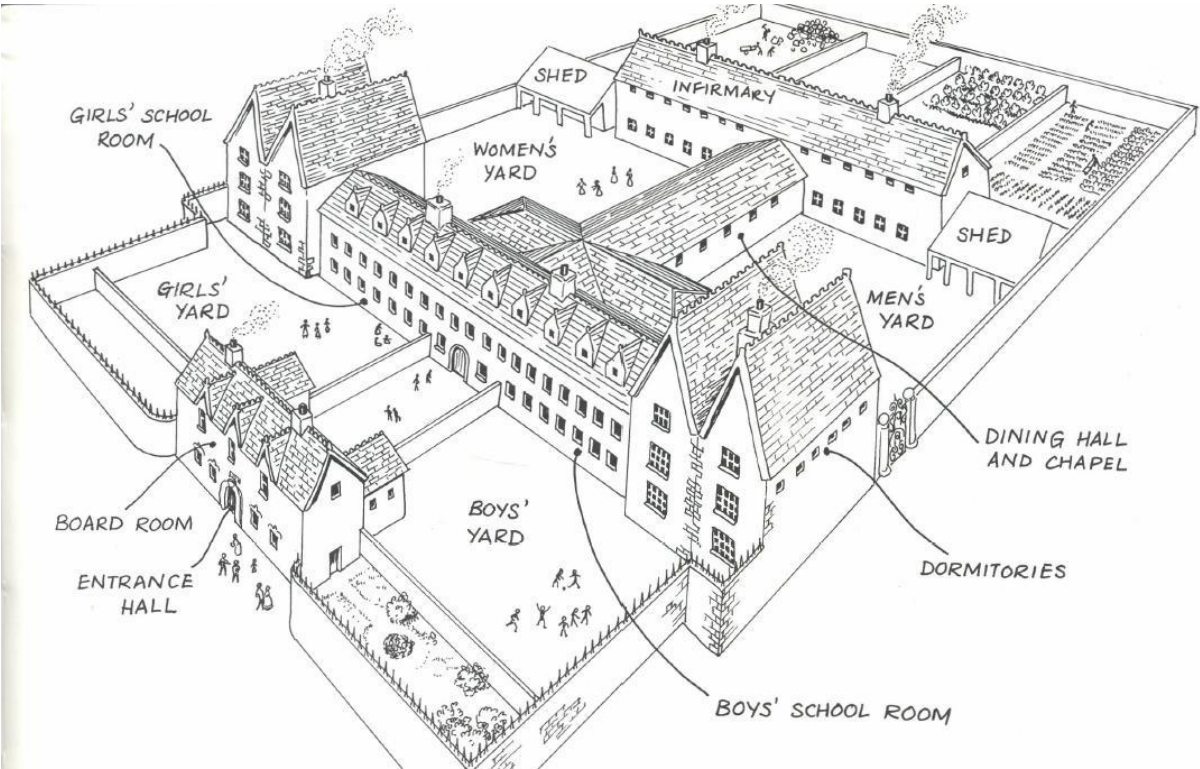 SHED
INFIRMARY
GIRLS' SCHOOL
ROOM
WOMEN'S
YARD
SHED
GIRLS'
YARD
MEN'S
YARD
DINING HALL
AND CHAPEL
BOARD ROOM
BOYS'
YARD
ENTRANCE
HALL
DORMITORIES
BOYS' SCHOOL ROOM